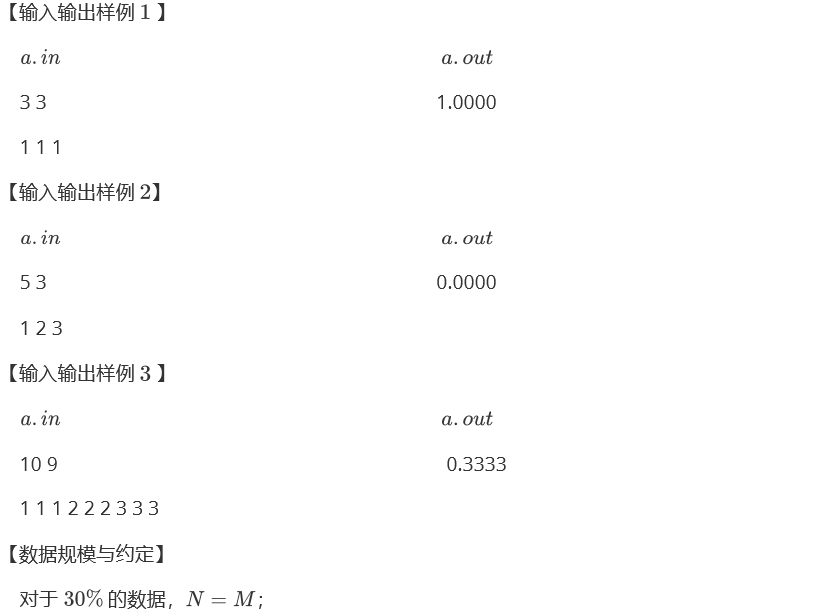 【输入输出样例 1 】
a.in a.out
3 3 1.0000
1 1 1
【输入输出样例 2】
a.in a.out
5 3 0.0000
1 2 3
【输入输出样例 3 】
a.in a.out
10 9 0.3333
1 1 1 2 2 2 3 3 3
【数据规模与约定】
对于 30% 的数据，N = M；